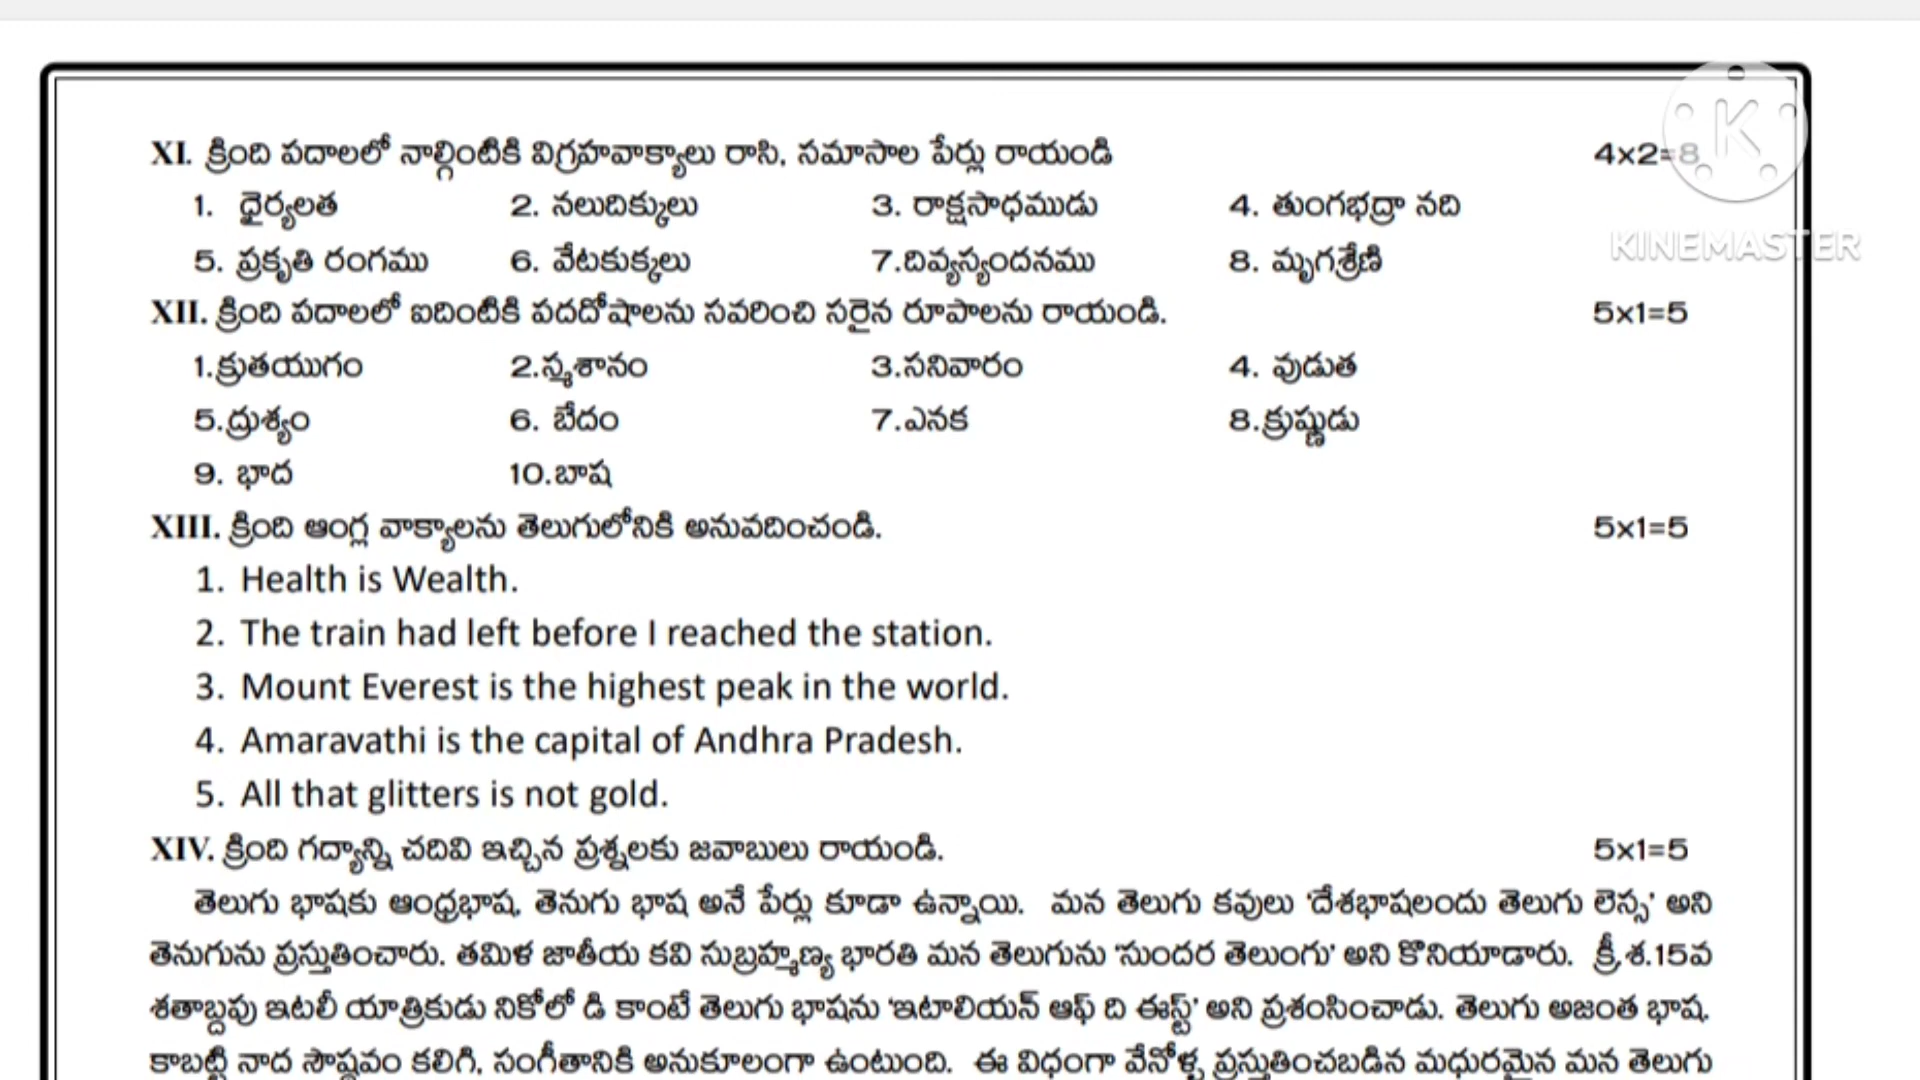 XI. క్రింది పదాలలో నాల్గింటికి విగ్రహవాక్యాలు రాసి, సమాసాల పేర్లు రాయండి 4x2=8
1. ధైర్యలత 2. నలుదిక్కులు 3. రాక్షసాధముడు 4. తుంగభద్రా నది
5. ప్రకృతి రంగము 6. వేటకుక్కలు 7.దివ్యస్యందనము 8. మృగశ్రేణి
KINEMASTER
XII. క్రింది పదాలలో ఐదింటికి పదదోషాలను సవరించి సరైన రూపాలను రాయండి. 5x1=5
1.క్రుతయుగం 2.స్మశానం 3.సనివారం 4. వుడుత
5.ద్రుశ్యం 6. బేదం 7.ఎనక 8.క్రుష్ణుడు
9. భాద 10.బాష
XIII. క్రింది ఆంగ్ల వాక్యాలను తెలుగులోనికి అనువదించండి. 5x1=5
1. Health is Wealth.
2. The train had left before I reached the station.
3. Mount Everest is the highest peak in the world.
4. Amaravathi is the capital of Andhra Pradesh.
5. All that glitters is not gold.
XIV. క్రింది గద్యాన్ని చదివి ఇచ్చిన ప్రశ్నలకు జవాబులు రాయండి. 5x1=5
తెలుగు భాషకు ఆంధ్రభాష, తెనుగు భాష అనే పేర్లు కూడా ఉన్నాయి. మన తెలుగు కవులు ‘దేశభాషలందు తెలుగు లెస్స’ అని
తెనుగును ప్రస్తుతించారు. తమిళ జాతీయ కవి సుబ్రహ్మణ్య భారతి మన తెలుగును ‘సుందర తెలుంగు’ అని కొనియాడారు. క్రీ.శ.15వ
శతాబ్దపు ఇటలీ యాత్రికుడు నికోలో డి కాంటే తెలుగు భాషను ‘ఇటాలియన్ ఆఫ్ ది ఈస్ట్’ అని ప్రశంసించాడు. తెలుగు అజంత భాష.
కాబట్టి నాద సౌష్ఠవం కలిగి, సంగీతానికి అనుకూలంగా ఉంటుంది. ఈ విధంగా వేనోళ్ళ ప్రస్తుతించబడిన మధురమైన మన తెలుగు